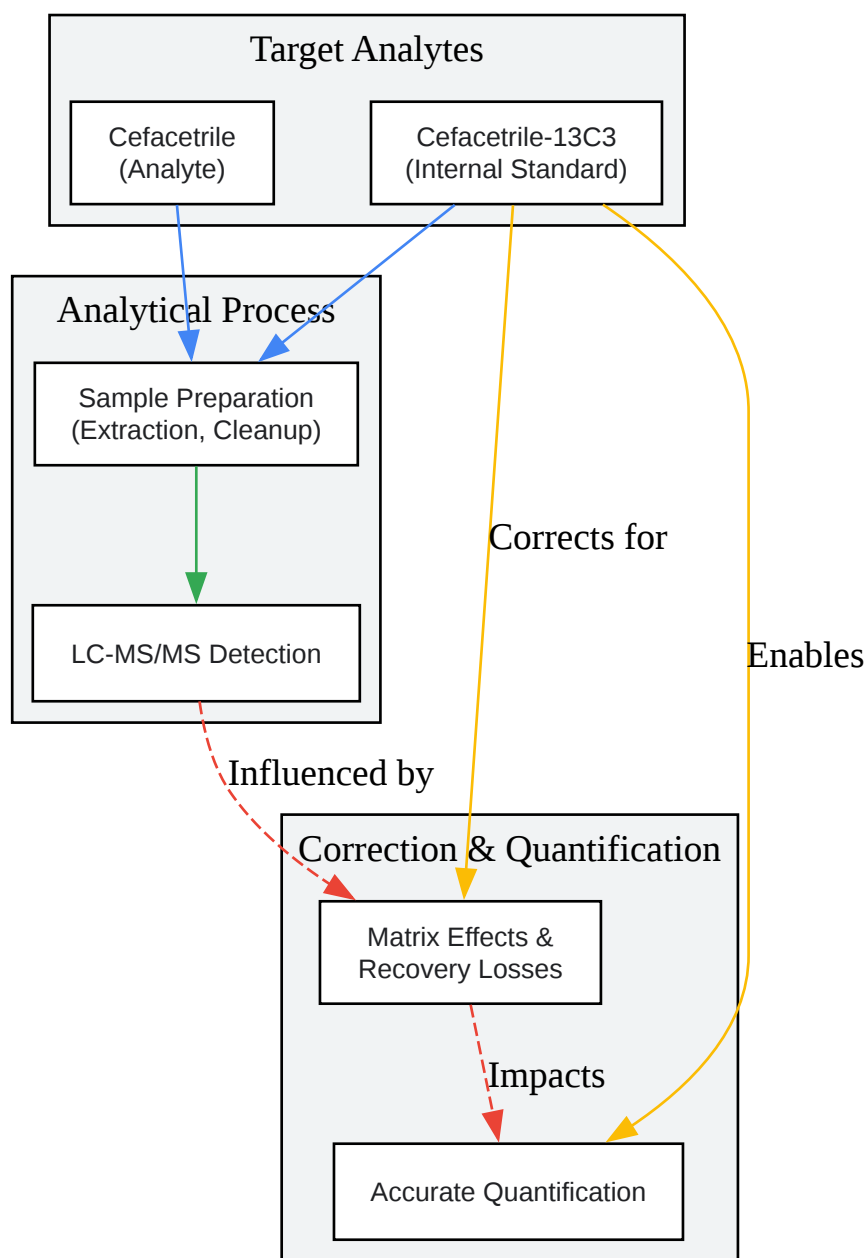 Target Analytes
Cefacetrile
(Analyte)
Cefacetrile-13C3
(Internal Standard)
Analytical Process
Sample Preparation
(Extraction, Cleanup)
Corrects for
LC-MS/MS Detection
Enables
Influenced by
Correction & Quantification
Matrix Effects &
Recovery Losses
Impacts
Accurate Quantification